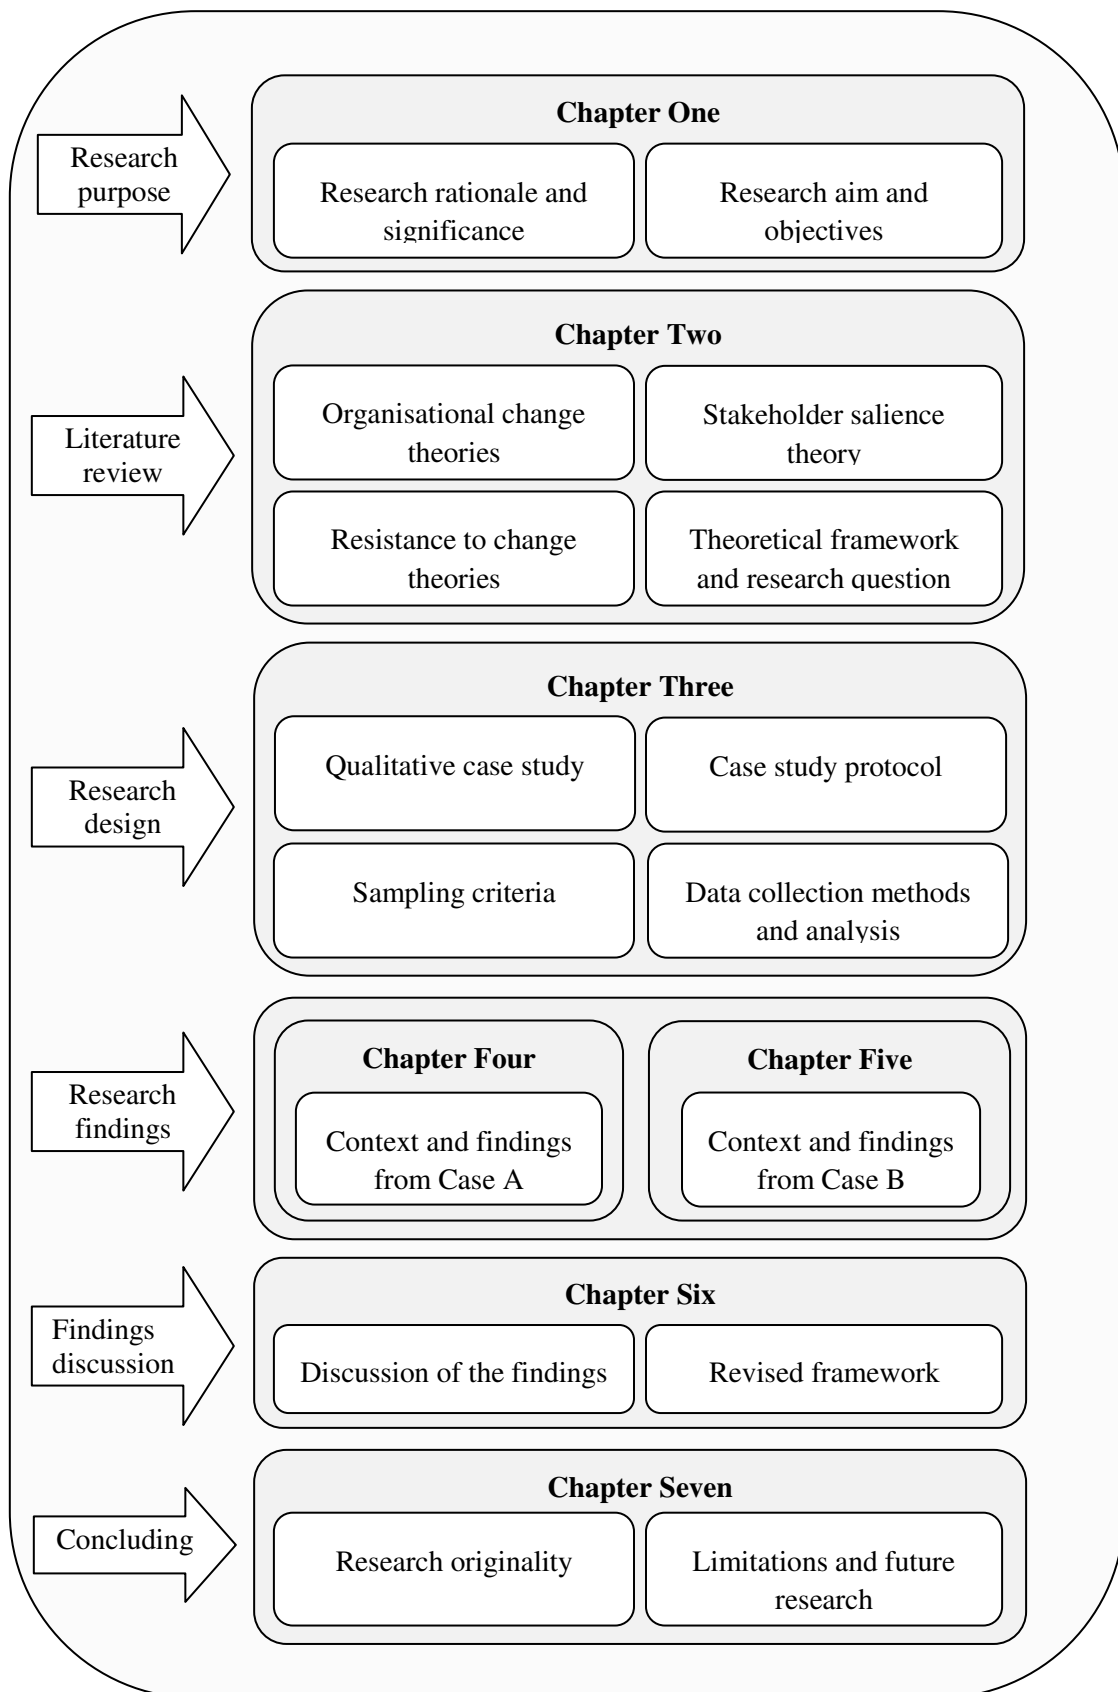 Research
purpose
Chapter One
Research rationale and
significance
Research aim and
objectives
Literature
review
Chapter Two
Organisational change
theories
Stakeholder salience
theory
Resistance to change
theories
Theoretical framework
and research question
Research
design
Chapter Three
Qualitative case study
Case study protocol
Sampling criteria
Data collection methods
and analysis
Research
findings
Chapter Four
Context and findings
from Case A
Chapter Five
Context and findings
from Case B
Findings
discussion
Chapter Six
Discussion of the findings
Revised framework
Concluding
Chapter Seven
Research originality
Limitations and future
research